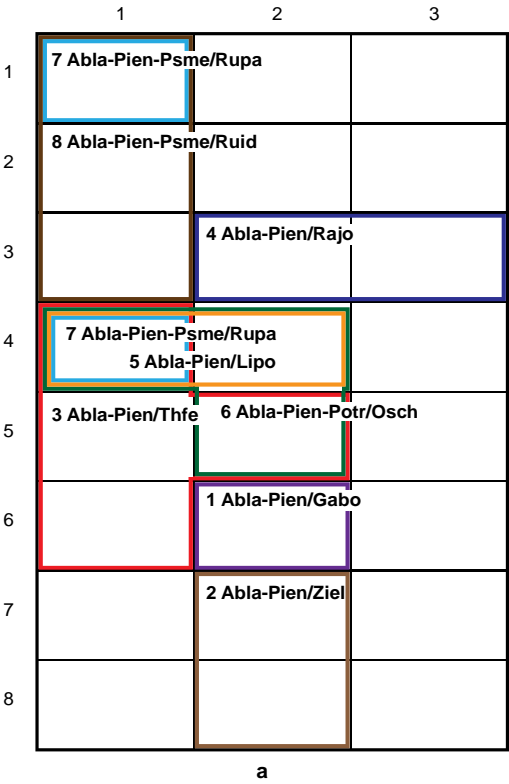 1 2 3
1 7 Abla-Pien-Psme/Rupa
2 8 Abla-Pien-Psme/Ruid
3 4 Abla-Pien/Rajo
4 7 Abla-Pien-Psme/Rupa
5 Abla-Pien/Lipo
5 3 Abla-Pien/Thfe 6 Abla-Pien-Potr/Osch
6 1 Abla-Pien/Gabo
7 2 Abla-Pien/Ziel
8
a